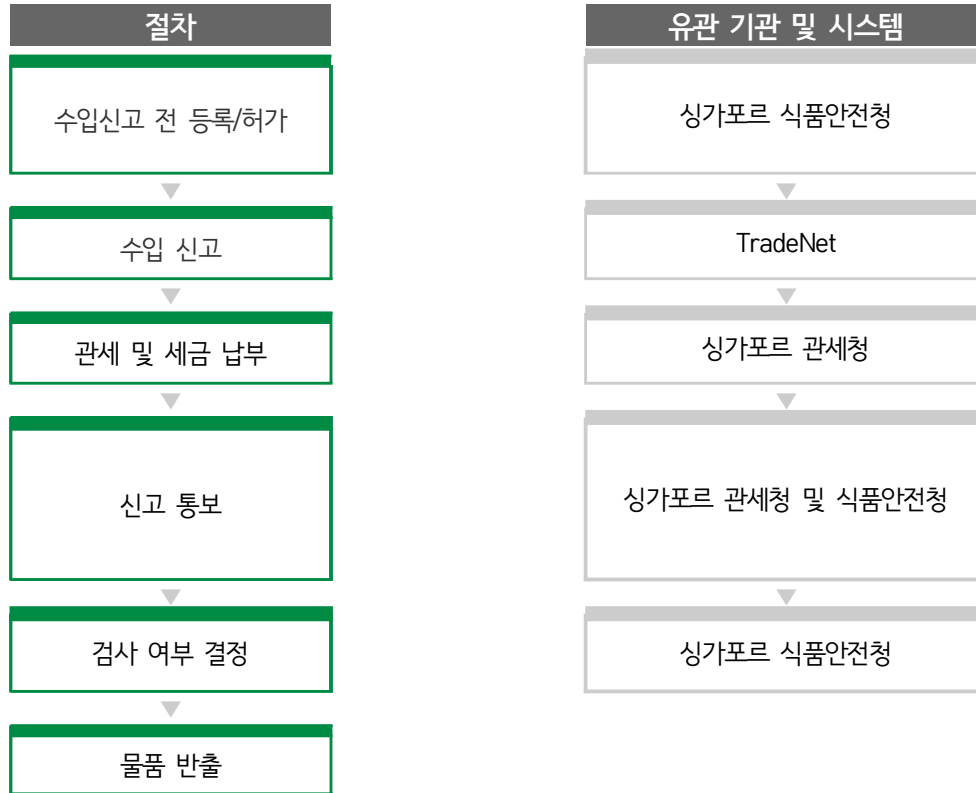 절차
유관 기관 및 시스템
수입신고 전 등록/허가
싱가포르 식품안전청
수입 신고
TradeNet
관세 및 세금 납부
싱가포르 관세청
신고 통보
싱가포르 관세청 및 식품안전청
검사 여부 결정
싱가포르 식품안전청
물품 반출